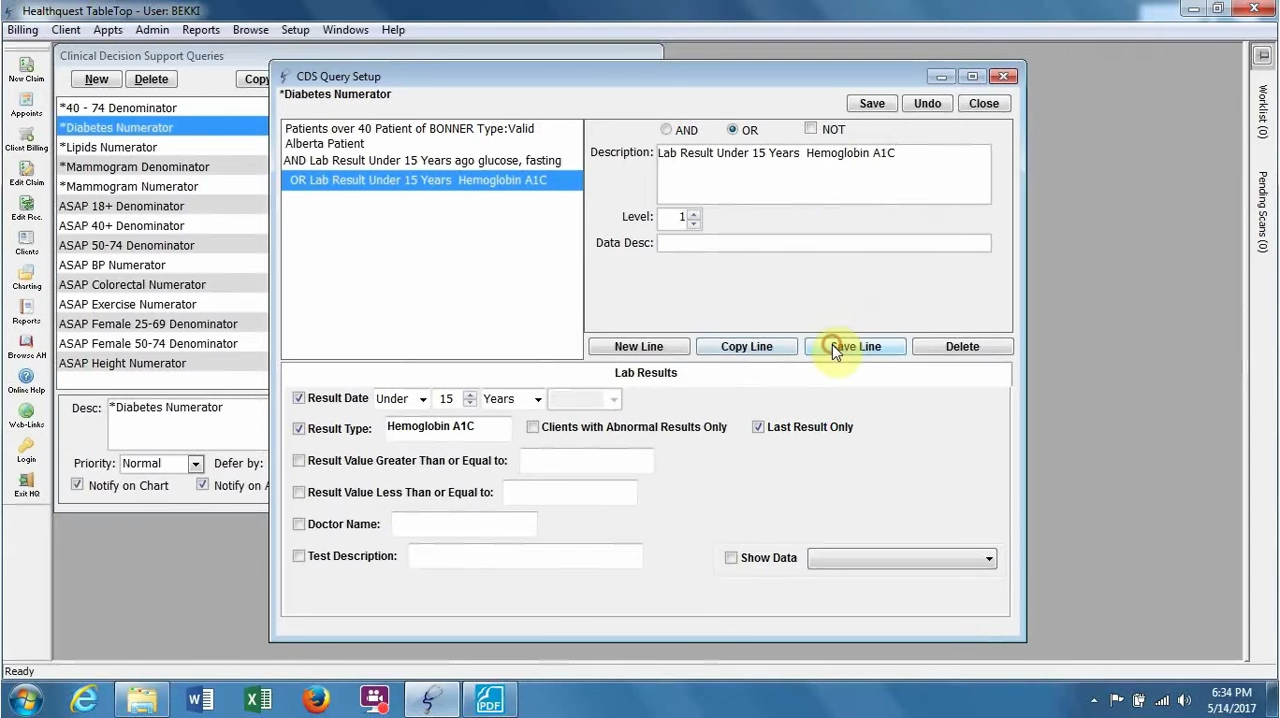 Healthquest TableTop - User: BEKKI
Billing Client Appts Admin Reports Browse Setup Windows Help
Clinical Decision Support Queries
New Delete Copy
*40 - 74 Denominator
*Diabetes Numerator
*Lipids Numerator
*Mammogram Denominator
*Mammogram Numerator
ASAP 18+ Denominator
ASAP 40+ Denominator
ASAP 50-74 Denominator
ASAP BP Numerator
ASAP Colorectal Numerator
ASAP Exercise Numerator
ASAP Female 25-69 Denominator
ASAP Female 50-74 Denominator
ASAP Height Numerator
Desc: *Diabetes Numerator
Priority: Normal Defer by:
Notify on Chart Notify on A
New Claim
Appoints
Client Billing
Edit Claim
Edit Rec.
Clients
Charting
Reports
Browse AH
Online Help
Web-Links
Login
Exit HQ
CDS Query Setup
*Diabetes Numerator
Save Undo Close
Patients over 40 Patient of BONNER Type:Valid
Alberta Patient
AND Lab Result Under 15 Years ago glucose, fasting
OR Lab Result Under 15 Years Hemoglobin A1C
AND OR NOT
Description: Lab Result Under 15 Years Hemoglobin A1C
Level: 1
Data Desc:
New Line Copy Line Save Line Delete
Lab Results
Result Date Under 15 Years
Result Type: Hemoglobin A1C Clients with Abnormal Results Only Last Result Only
Result Value Greater Than or Equal to:
Result Value Less Than or Equal to:
Doctor Name:
Test Description: Show Data
Worklist (0)
Pending Scans (0)
Ready
PDF
6:34 PM
5/14/2017